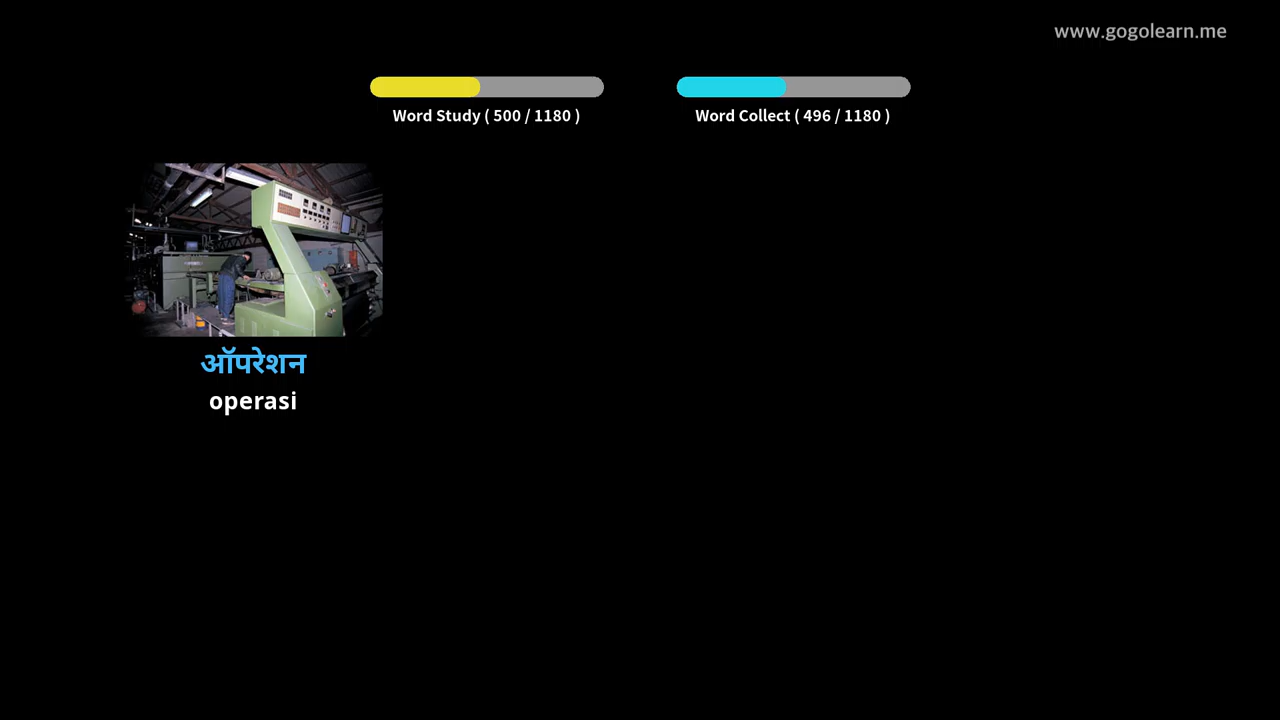 www.gogolearn.me
Word Study ( 500 / 1180 )
Word Collect ( 496 / 1180 )
ऑपरेशन
operasi